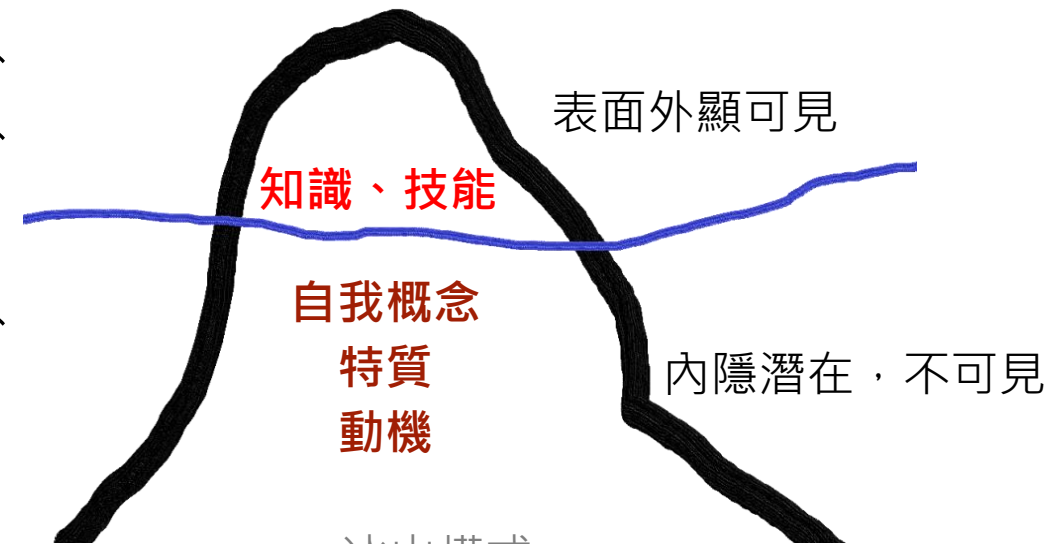 表面外顯可見
知識、技能
自我概念
特質
內隱潛在，不可見
動機